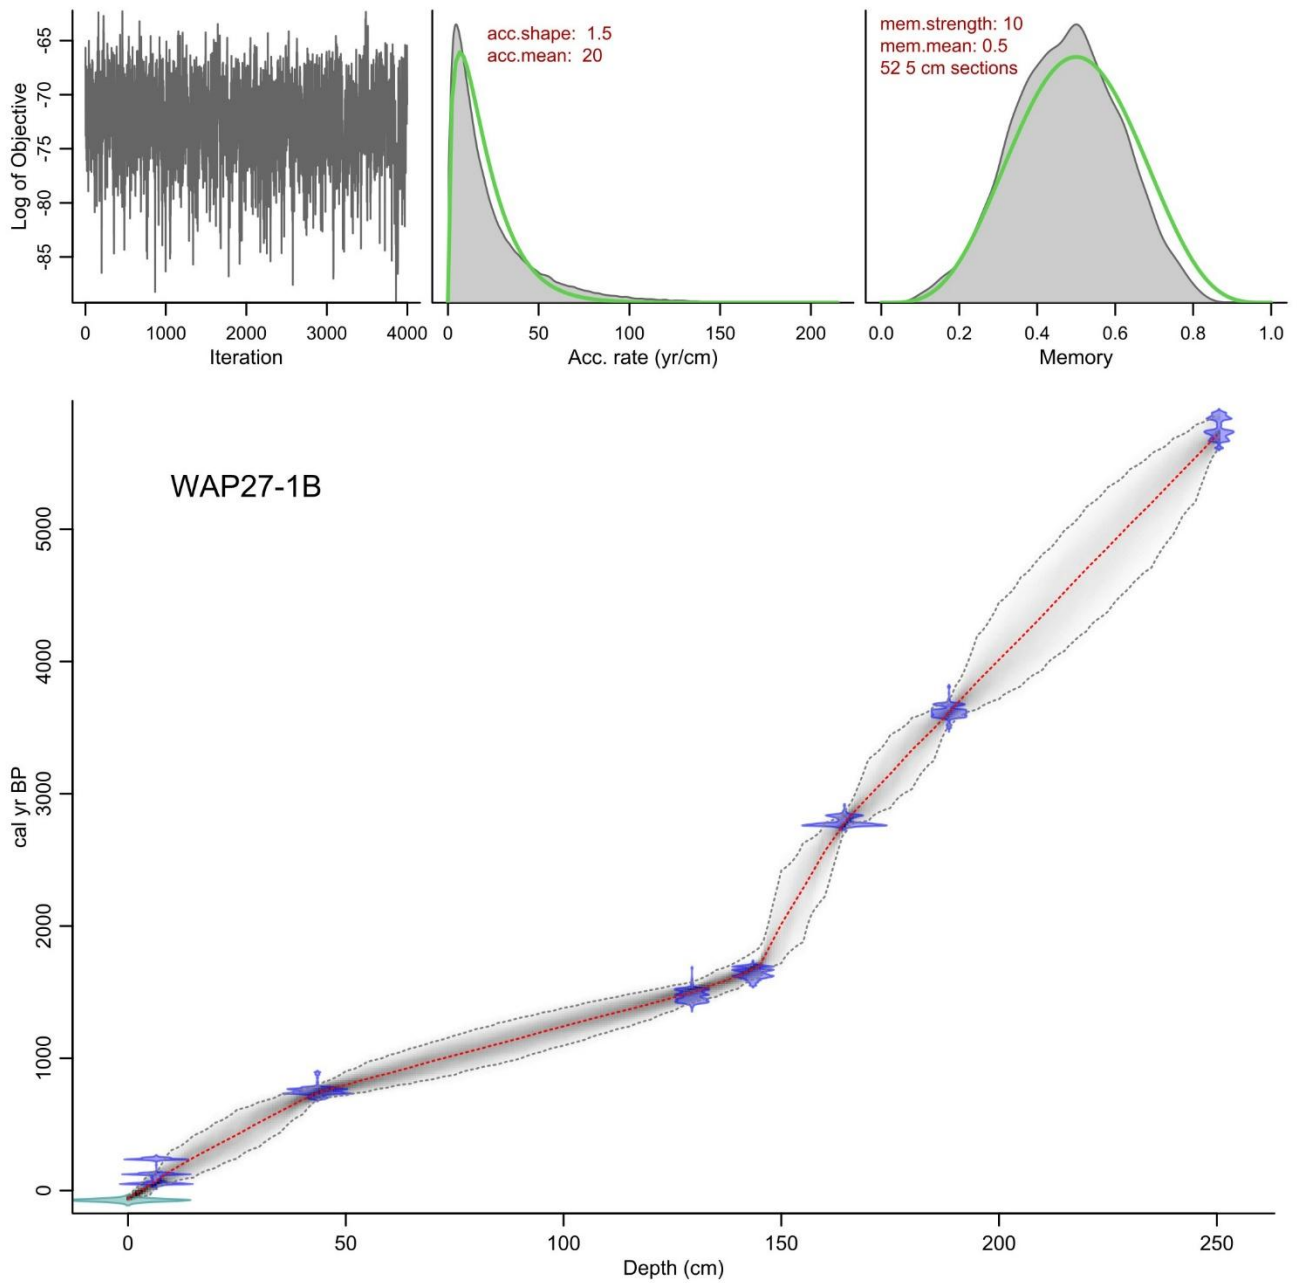 -65
-70
-75
-80
-85
Log of Objective
0 1000 2000 3000 4000
Iteration
acc.shape: 1.5
acc.mean: 20
0 50 100 150 200
Acc. rate (yr/cm)
mem.strength: 10
mem.mean: 0.5
52 5 cm sections
0.0 0.2 0.4 0.6 0.8 1.0
Memory
WAP27-1B
5000
4000
3000
2000
1000
0
cal yr BP
0 50 100 150 200 250
Depth (cm)